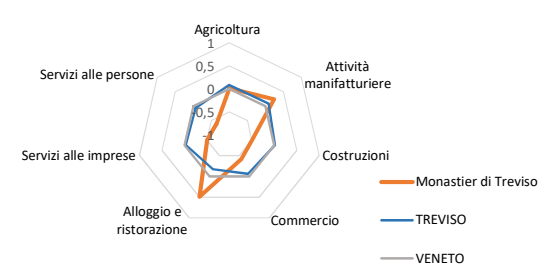 Agricoltura
1
0,5
0
-0,5
-1
Attività
manifatturiere
Costruzioni
Commercio
Alloggio e
ristorazione
Servizi alle imprese
Servizi alle persone
Monastier di Treviso
TREVISO
VENETO